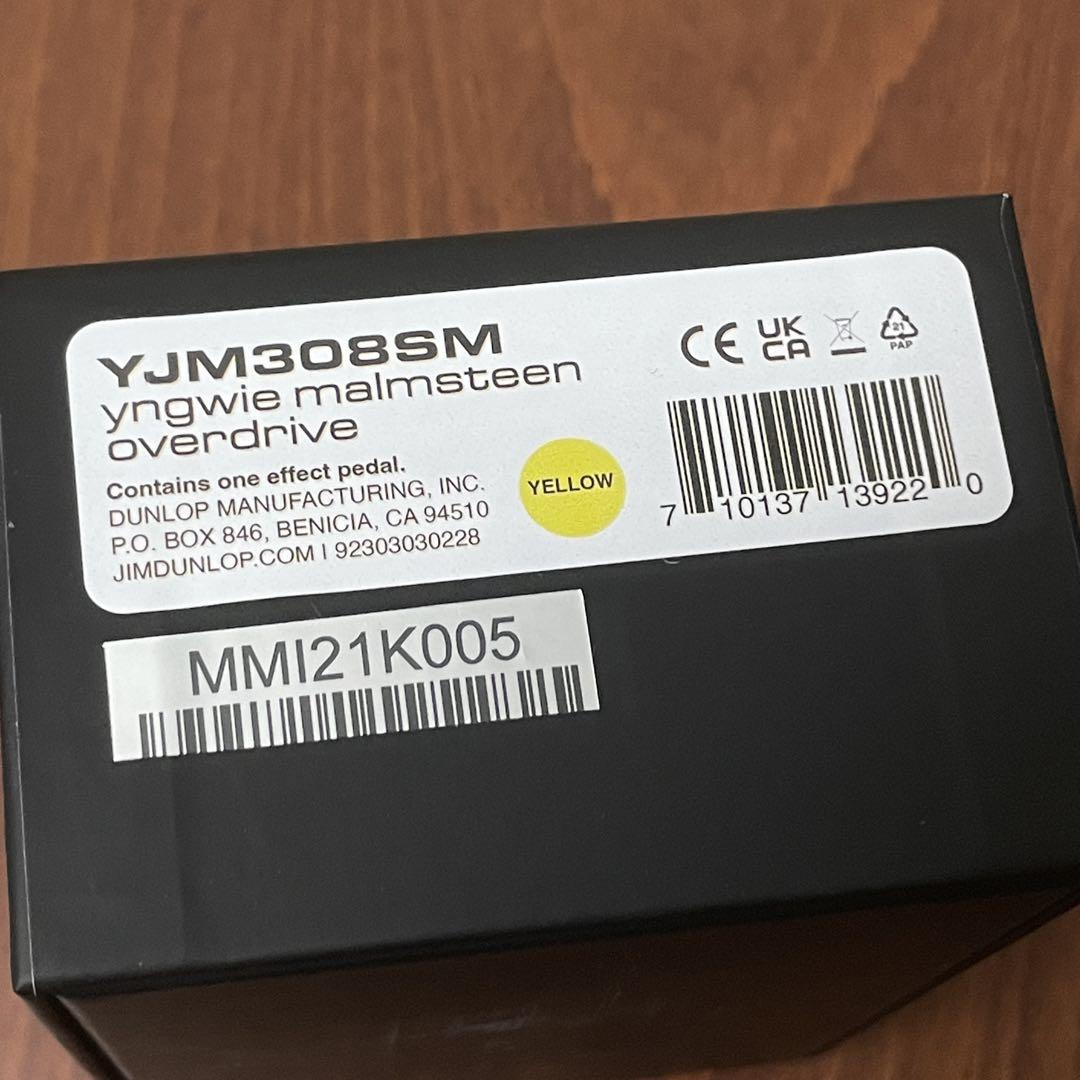 YJM308SM
yngwie malmsteen
overdrive
Contains one effect pedal.
DUNLOP MANUFACTURING, INC.
P.O. BOX 846, BENICIA, CA 94510
JIMDUNLOP.COM | 92303030228
YELLOW
CE UK
CA
21
PAP
7 10137 13922 0
MMI21K005